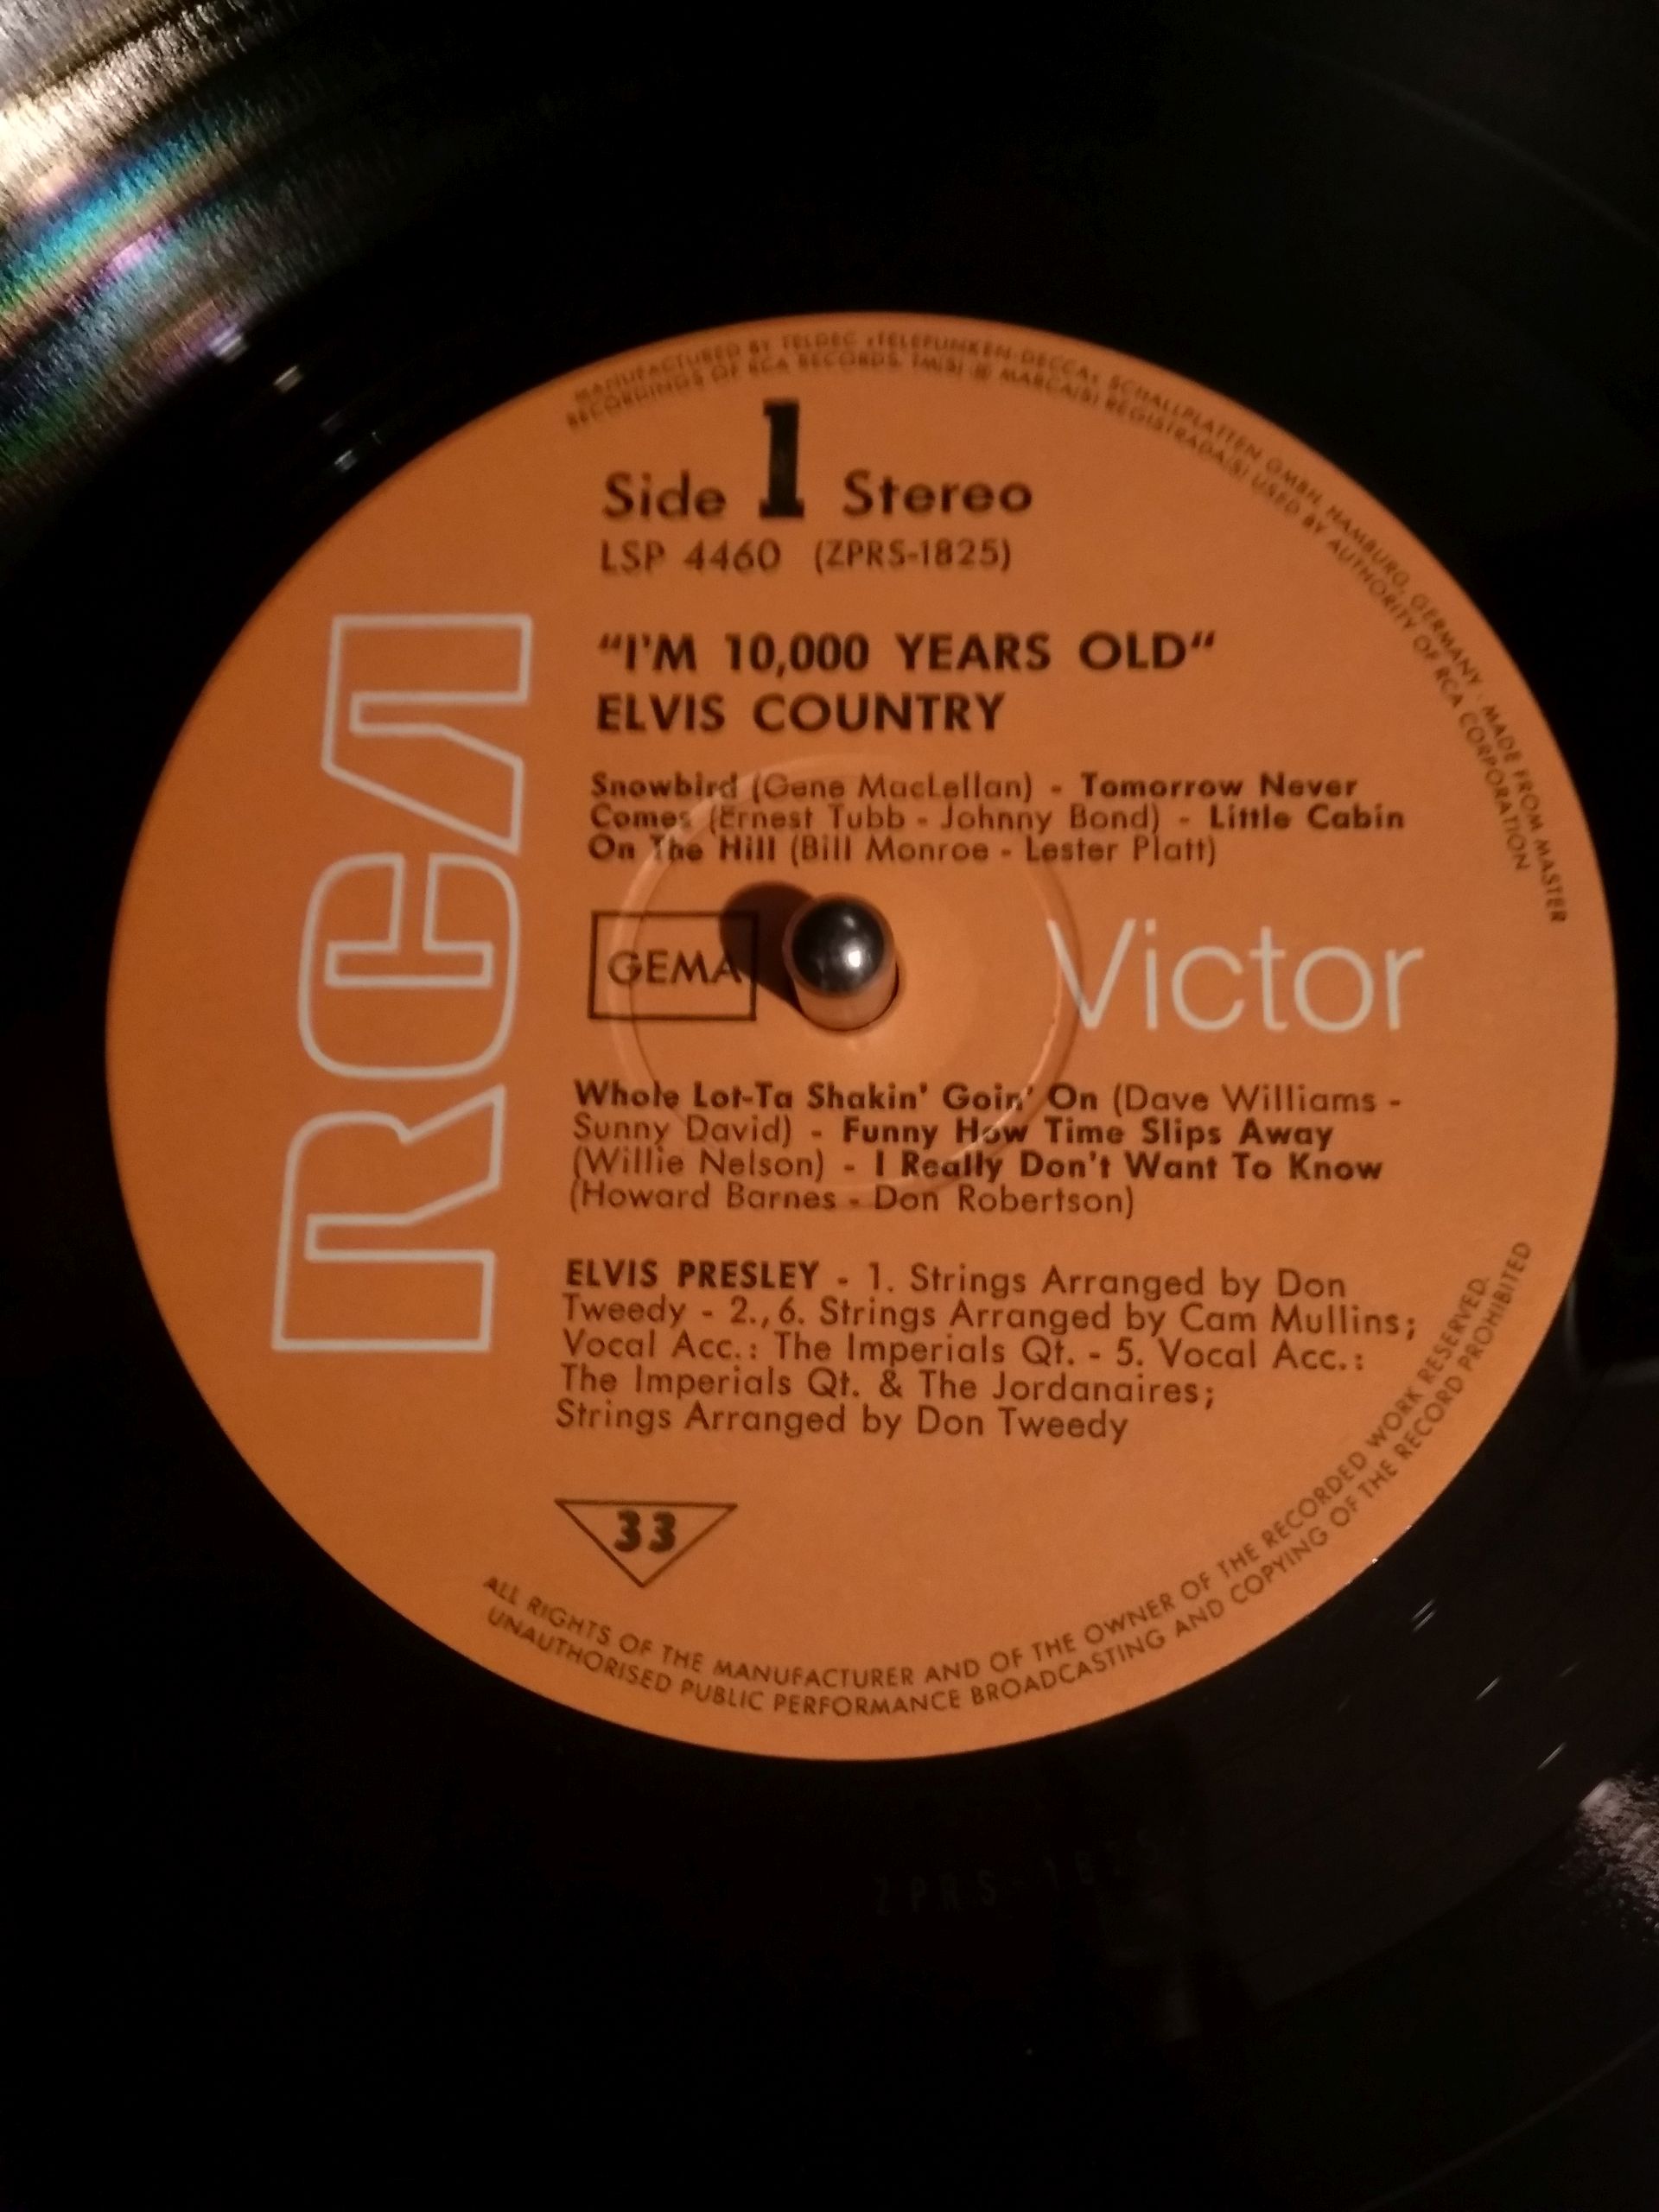 MANUFACTURED BY TELDEC »TELEFUNKEN-DECCA« SCHALLPLATTEN GMBH, HAMBURG, GERMANY · MADE FROM MASTER
RECORDINGS OF RCA RECORDS. TM(S) ® MARCA(S) REGISTRADA(S) USED BY AUTHORITY OF RCA CORPORATION
Side 1 Stereo
LSP 4460 (ZPRS-1825)
"I'M 10,000 YEARS OLD"
ELVIS COUNTRY
Snowbird (Gene MacLellan) - Tomorrow Never
Comes (Ernest Tubb - Johnny Bond) - Little Cabin
On The Hill (Bill Monroe - Lester Platt)
RCA
GEMA
Victor
Whole Lot-Ta Shakin' Goin' On (Dave Williams -
Sunny David) - Funny How Time Slips Away
(Willie Nelson) - I Really Don't Want To Know
(Howard Barnes - Don Robertson)
ELVIS PRESLEY - 1. Strings Arranged by Don
Tweedy - 2., 6. Strings Arranged by Cam Mullins;
Vocal Acc.: The Imperials Qt. - 5. Vocal Acc.:
The Imperials Qt. & The Jordanaires;
Strings Arranged by Don Tweedy
33
ALL RIGHTS OF THE MANUFACTURER AND OF THE OWNER OF THE RECORDED WORK RESERVED.
UNAUTHORISED PUBLIC PERFORMANCE BROADCASTING AND COPYING OF THE RECORD PROHIBITED